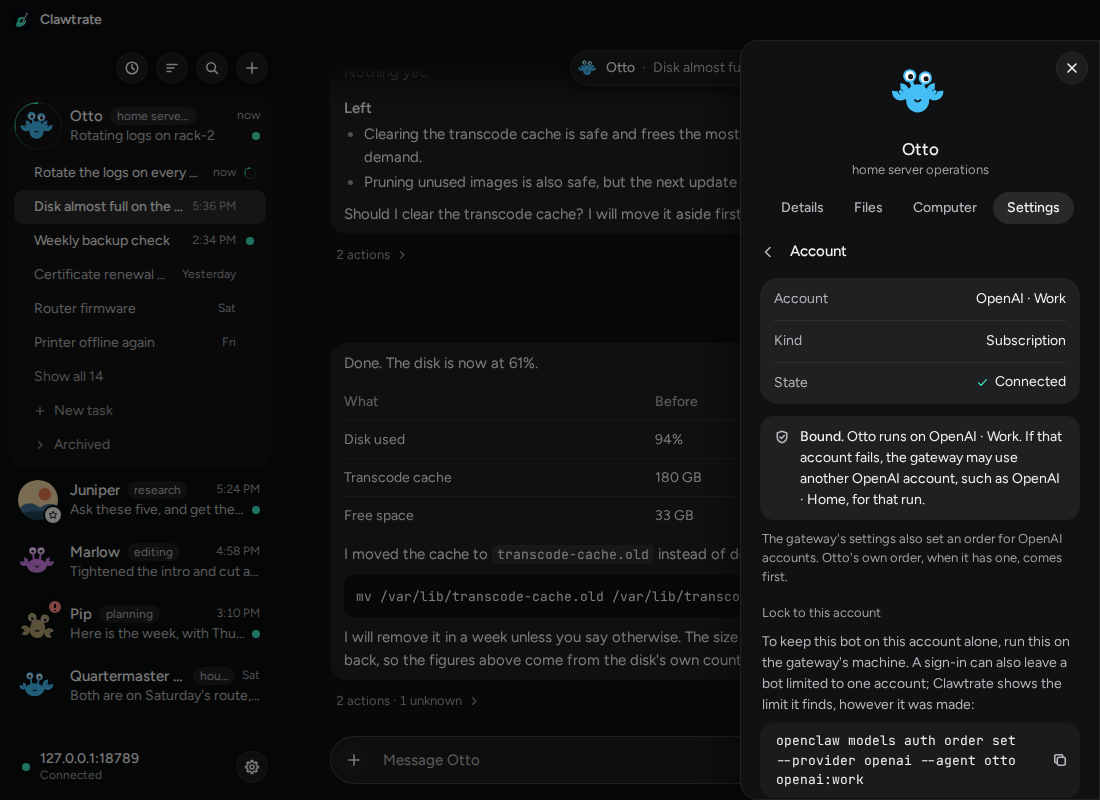 Clawtrate
Otto
home serve...
now
Rotating logs on rack-2
Rotate the logs on every ...
now
Disk almost full on the ...
5:36 PM
Weekly backup check
2:34 PM
Certificate renewal ...
Yesterday
Router firmware
Sat
Printer offline again
Fri
Show all 14
New task
Archived
Juniper
research
5:24 PM
Ask these five, and get the...
Marlow
editing
4:58 PM
Tightened the intro and cut a...
Pip
planning
3:10 PM
Here is the week, with Thu...
Quartermaster ...
hou...
Sat
Both are on Saturday's route,...
127.0.0.1:18789
Connected
Otto · Disk almost fu
Nothing yet.
Left
• Clearing the transcode cache is safe and frees the most
demand.
• Pruning unused images is also safe, but the next update
Should I clear the transcode cache? I will move it aside first
2 actions
Done. The disk is now at 61%.
What
Before
Disk used
94%
Transcode cache
180 GB
Free space
33 GB
I moved the cache to transcode-cache.old instead of d
mv /var/lib/transcode-cache.old /var/lib/transco
I will remove it in a week unless you say otherwise. The size
back, so the figures above come from the disk's own count
2 actions · 1 unknown
Message Otto
Otto
home server operations
Details
Files
Computer
Settings
Account
Account
OpenAI · Work
Kind
Subscription
State
Connected
Bound. Otto runs on OpenAI · Work. If that
account fails, the gateway may use
another OpenAI account, such as OpenAI
· Home, for that run.
The gateway's settings also set an order for OpenAI
accounts. Otto's own order, when it has one, comes
first.
Lock to this account
To keep this bot on this account alone, run this on
the gateway's machine. A sign-in can also leave a
bot limited to one account; Clawtrate shows the
limit it finds, however it was made:
openclaw models auth order set
--provider openai --agent otto
openai:work